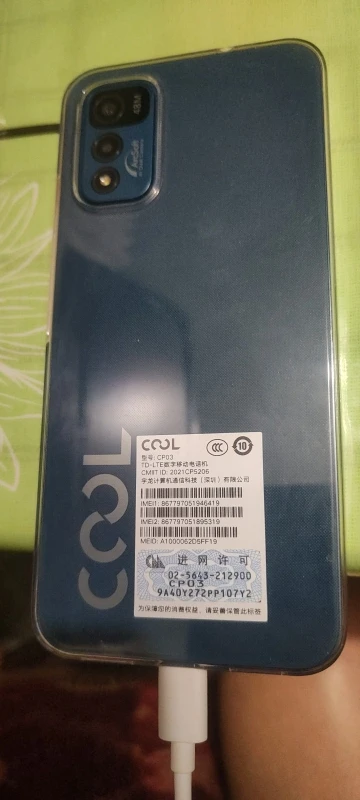 48M
ArcSoft
COOL
COOL
型号: CP03
TD-LTE数字移动电话机
CMIIT ID: 2021CP5206
宇龙计算机通信科技（深圳）有限公司
IMEI1: 867797051946419
IMEI2: 867797051895319
MEID: A1000062D5FF19
进网许可
02-5643-212900
CP03
9A40Y272PP107Y2
为保障您的消费权益，请妥善保管此标签